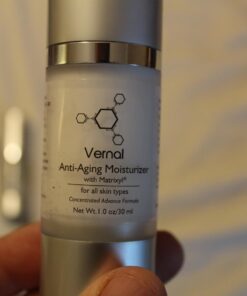 Vernal
Anti-Aging Moisturizer
with Matrixyl®
for all skin types
Concentrated Advance Formula
Net Wt. 1.0 oz/30 ml